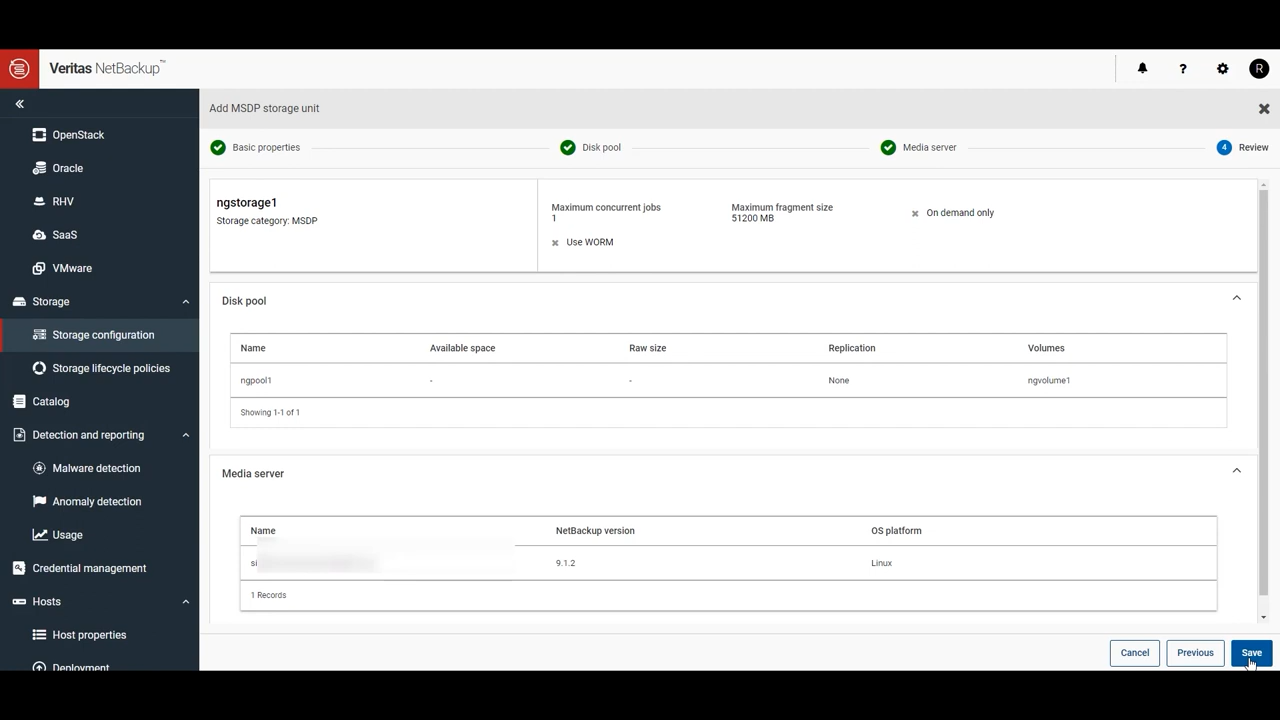 Veritas NetBackup™
R
Add MSDP storage unit
Basic properties
Disk pool
Media server
4 Review
OpenStack
Oracle
RHV
SaaS
VMware
Storage
Storage configuration
Storage lifecycle policies
Catalog
Detection and reporting
Malware detection
Anomaly detection
Usage
Credential management
Hosts
Host properties
Deployment
ngstorage1
Storage category: MSDP
Maximum concurrent jobs
1
Maximum fragment size
51200 MB
On demand only
Use WORM
Disk pool
Name Available space Raw size Replication Volumes
ngpool1 - - None ngvolume1
Showing 1-1 of 1
Media server
Name NetBackup version OS platform
9.1.2 Linux
1 Records
Cancel Previous Save